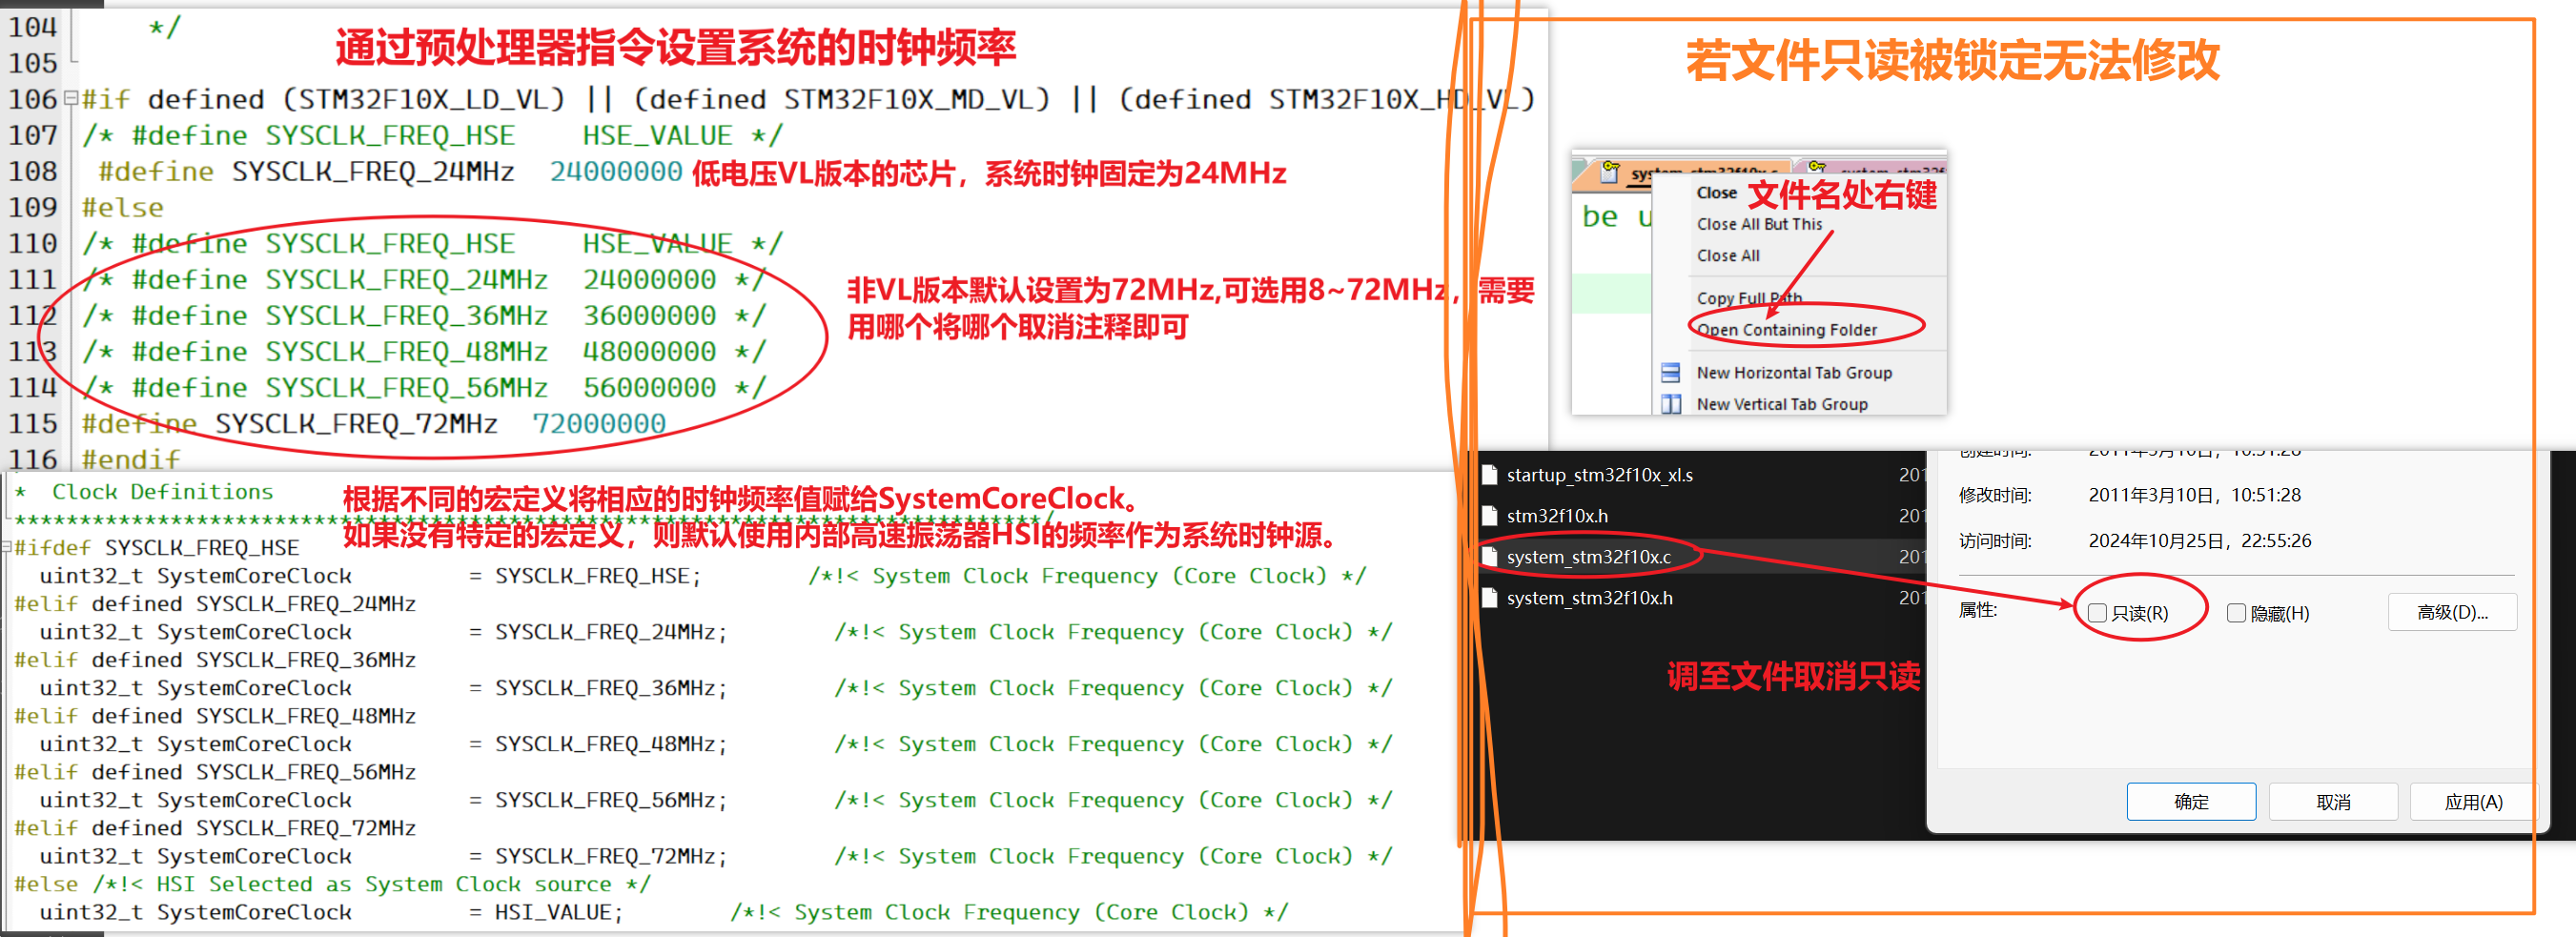 104     */
通过预处理器指令设置系统的时钟频率
105
106 #if defined (STM32F10X_LD_VL) || (defined STM32F10X_MD_VL) || (defined STM32F10X_HD_VL)
107 /* #define SYSCLK_FREQ_HSE    HSE_VALUE */
108  #define SYSCLK_FREQ_24MHz  24000000 低电压VL版本的芯片，系统时钟固定为24MHz
109 #else
110 /* #define SYSCLK_FREQ_HSE    HSE_VALUE */
111 /* #define SYSCLK_FREQ_24MHz  24000000 */
112 /* #define SYSCLK_FREQ_36MHz  36000000 */
113 /* #define SYSCLK_FREQ_48MHz  48000000 */
114 /* #define SYSCLK_FREQ_56MHz  56000000 */
115 #define SYSCLK_FREQ_72MHz  72000000
116 #endif
非VL版本默认设置为72MHz,可选用8~72MHz，需要
用哪个将哪个取消注释即可
*  Clock Definitions
根据不同的宏定义将相应的时钟频率值赋给SystemCoreClock。
如果没有特定的宏定义，则默认使用内部高速振荡器HSI的频率作为系统时钟源。
#ifdef SYSCLK_FREQ_HSE
  uint32_t SystemCoreClock         = SYSCLK_FREQ_HSE;        /*!< System Clock Frequency (Core Clock) */
#elif defined SYSCLK_FREQ_24MHz
  uint32_t SystemCoreClock         = SYSCLK_FREQ_24MHz;        /*!< System Clock Frequency (Core Clock) */
#elif defined SYSCLK_FREQ_36MHz
  uint32_t SystemCoreClock         = SYSCLK_FREQ_36MHz;        /*!< System Clock Frequency (Core Clock) */
#elif defined SYSCLK_FREQ_48MHz
  uint32_t SystemCoreClock         = SYSCLK_FREQ_48MHz;        /*!< System Clock Frequency (Core Clock) */
#elif defined SYSCLK_FREQ_56MHz
  uint32_t SystemCoreClock         = SYSCLK_FREQ_56MHz;        /*!< System Clock Frequency (Core Clock) */
#elif defined SYSCLK_FREQ_72MHz
  uint32_t SystemCoreClock         = SYSCLK_FREQ_72MHz;        /*!< System Clock Frequency (Core Clock) */
#else /*!< HSI Selected as System Clock source */
  uint32_t SystemCoreClock         = HSI_VALUE;        /*!< System Clock Frequency (Core Clock) */
若文件只读被锁定无法修改
be u
Close
文件名处右键
Close All But This
Close All
Copy Full Path
Open Containing Folder
New Horizontal Tab Group
New Vertical Tab Group
startup_stm32f10x_xl.s 201
stm32f10x.h 201
system_stm32f10x.c 201
system_stm32f10x.h 201
调至文件取消只读
创建时间: 2011年3月10日，10:51:28
修改时间: 2011年3月10日，10:51:28
访问时间: 2024年10月25日，22:55:26
属性: 只读(R) 隐藏(H) 高级(D)...
确定 取消 应用(A)